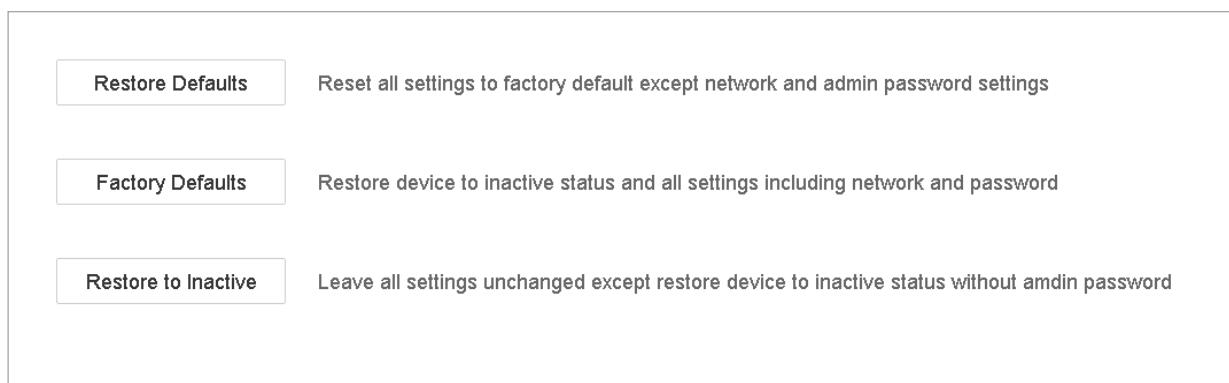 Restore Defaults Reset all settings to factory default except network and admin password settings
Factory Defaults Restore device to inactive status and all settings including network and password
Restore to Inactive Leave all settings unchanged except restore device to inactive status without amdin password